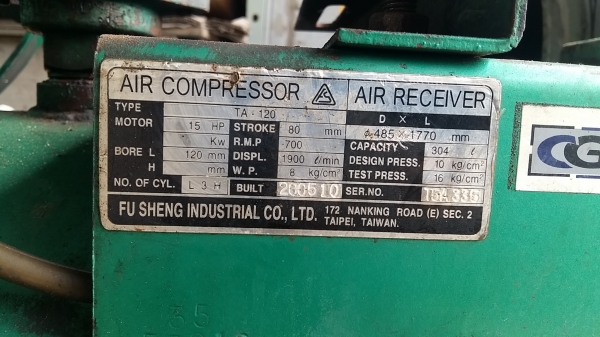 AIR COMPRESSOR AIR RECEIVER
TYPE TA-120 D X L
MOTOR 15 HP STROKE 80 mm 485 X 1770 mm
Kw R.M.P 700 CAPACITY 304 ℓ
BORE L 120 mm DISPL. 1900 ℓ/min DESIGN PRESS. 10 kg/cm²
H mm W.P. 8 kg/cm² TEST PRESS. 16 kg/cm²
NO. OF CYL. L 3 H BUILT 200510 SER.NO. T5A 335
FU SHENG INDUSTRIAL CO., LTD. 172 NANKING ROAD (E) SEC. 2
TAIPEI, TAIWAN.
CG
35